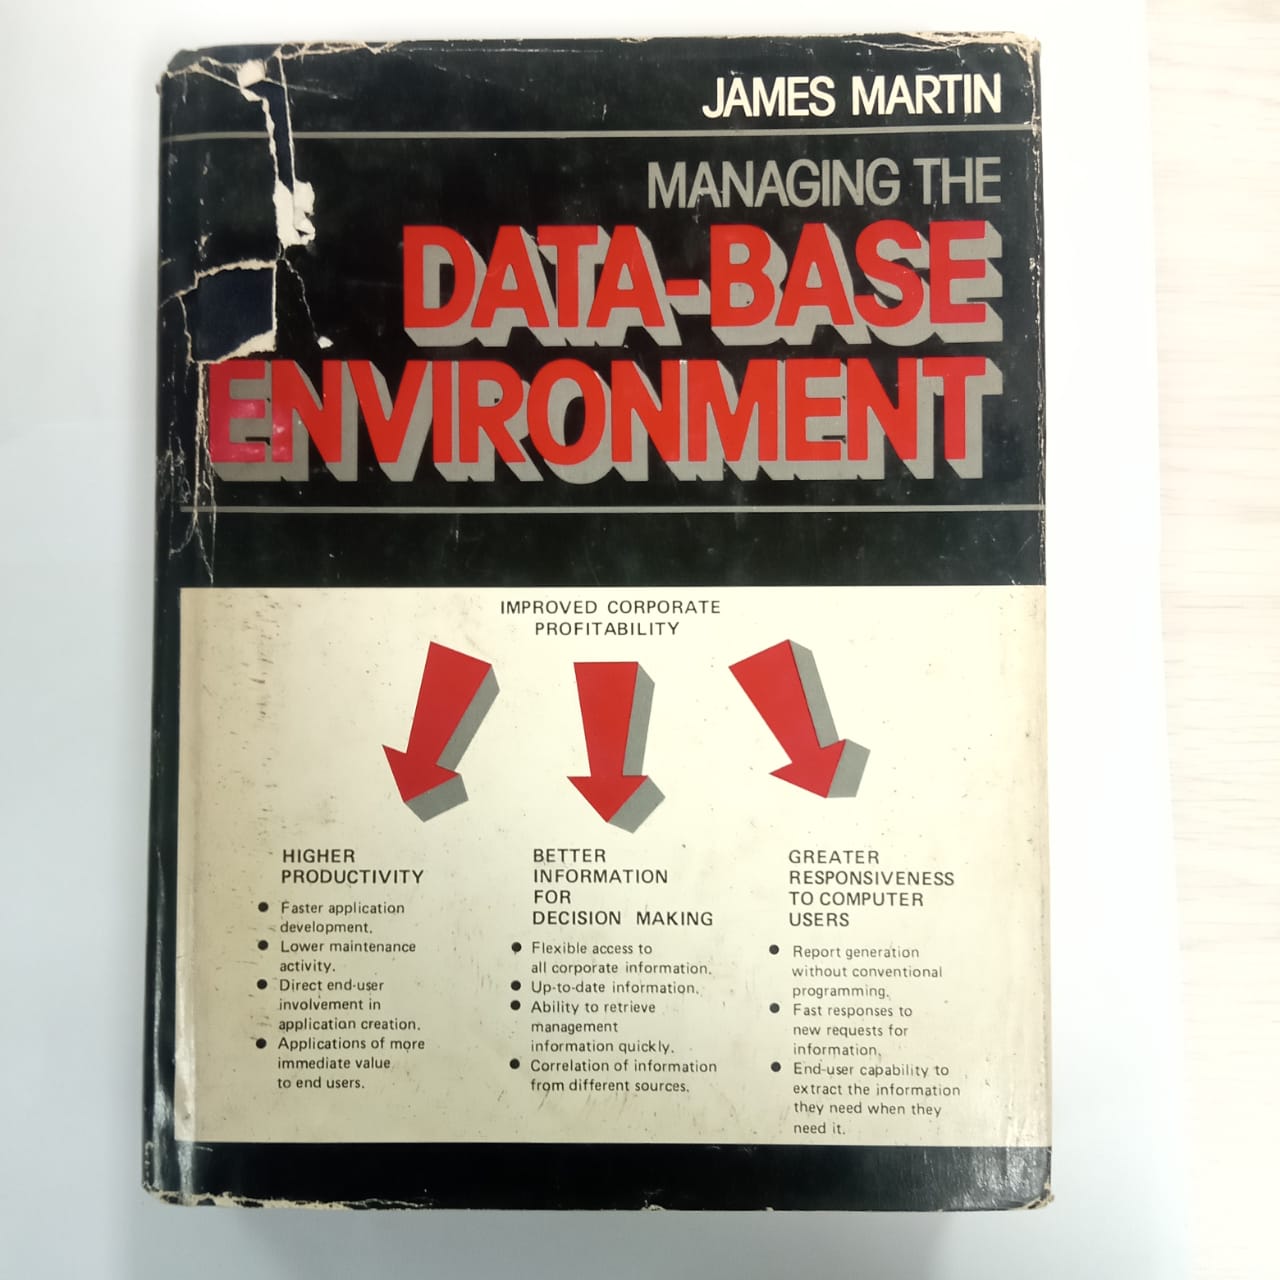 JAMES MARTIN
MANAGING THE
DATA-BASE
ENVIRONMENT
IMPROVED CORPORATE
PROFITABILITY
HIGHER
PRODUCTIVITY
● Faster application
development.
● Lower maintenance
activity.
● Direct end-user
involvement in
application creation.
● Applications of more
immediate value
to end users.
BETTER
INFORMATION
FOR
DECISION MAKING
● Flexible access to
all corporate information.
● Up-to-date information.
● Ability to retrieve
management
information quickly.
● Correlation of information
from different sources.
GREATER
RESPONSIVENESS
TO COMPUTER
USERS
● Report generation
without conventional
programming.
● Fast responses to
new requests for
information.
● End-user capability to
extract the information
they need when they
need it.